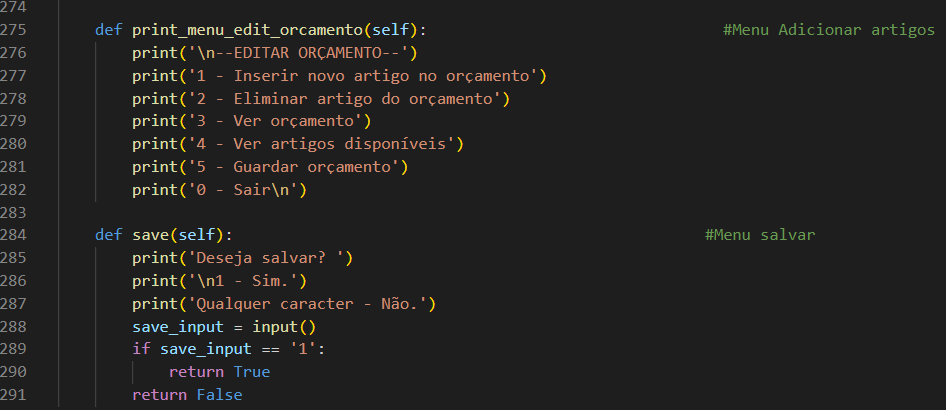 274
275 def print_menu_edit_orcamento(self): #Menu Adicionar artigos
276 print('\n--EDITAR ORÇAMENTO--')
277 print('1 - Inserir novo artigo no orçamento')
278 print('2 - Eliminar artigo do orçamento')
279 print('3 - Ver orçamento')
280 print('4 - Ver artigos disponíveis')
281 print('5 - Guardar orçamento')
282 print('0 - Sair\n')
283
284 def save(self): #Menu salvar
285 print('Deseja salvar? ')
286 print('\n1 - Sim.')
287 print('Qualquer caracter - Não.')
288 save_input = input()
289 if save_input == '1':
290 return True
291 return False